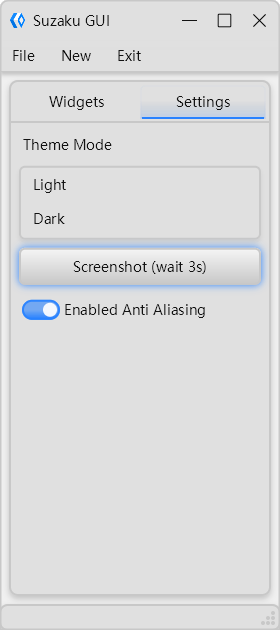 Suzaku GUI
File New Exit
Widgets Settings
Theme Mode
Light
Dark
Screenshot (wait 3s)
Enabled Anti Aliasing